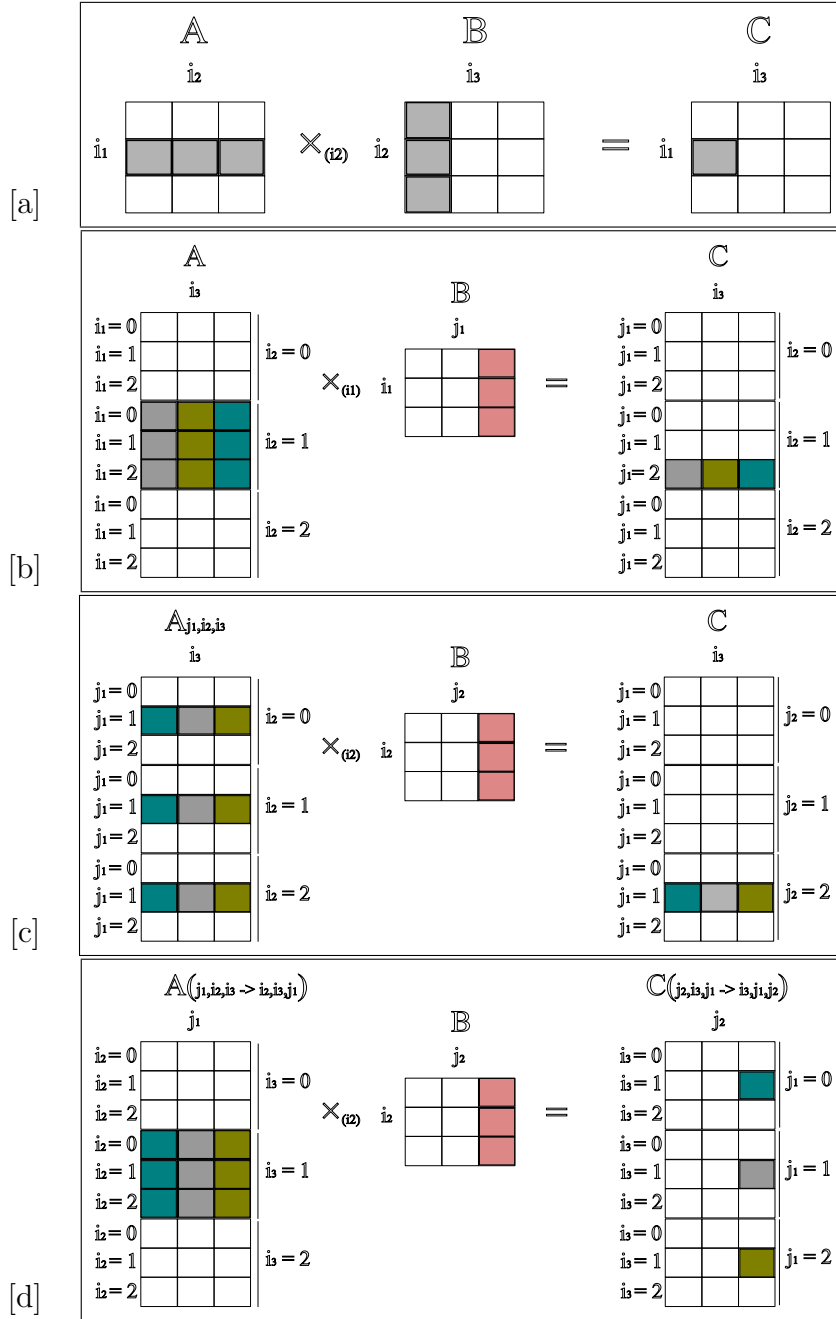 𝔸 𝔹 ℂ
i₂ i₃ i₃
i₁ ×(i2) i₂ = i₁
[a]
𝔸 ℂ
i₃ 𝔹 i₃
j₁
i₁= 0 j₁= 0
i₁= 1 i₂= 0 j₁= 1 i₂= 0
i₁= 2 ×(i1) i₁ = j₁= 2
i₁= 0 j₁= 0
i₁= 1 i₂= 1 j₁= 1 i₂= 1
i₁= 2 j₁= 2
i₁= 0 j₁= 0
i₁= 1 i₂= 2 j₁= 1 i₂= 2
i₁= 2 j₁= 2
[b]
𝔸j₁,i₂,i₃ ℂ
i₃ 𝔹 i₃
j₂
j₁= 0 j₁= 0
j₁= 1 i₂= 0 j₁= 1 j₂= 0
j₁= 2 ×(i2) i₂ = j₁= 2
j₁= 0 j₁= 0
j₁= 1 i₂= 1 j₁= 1 j₂= 1
j₁= 2 j₁= 2
j₁= 0 j₁= 0
j₁= 1 i₂= 2 j₁= 1 j₂= 2
j₁= 2 j₁= 2
[c]
𝔸(j₁,i₂,i₃ -> i₂,i₃,j₁) ℂ(j₂,i₃,j₁ -> i₃,j₁,j₂)
j₁ 𝔹 j₂
j₂
i₂= 0 i₃= 0
i₂= 1 i₃= 0 i₃= 1 j₁= 0
i₂= 2 ×(i2) i₂ = i₃= 2
i₂= 0 i₃= 0
i₂= 1 i₃= 1 i₃= 1 j₁= 1
i₂= 2 i₃= 2
i₂= 0 i₃= 0
i₂= 1 i₃= 2 i₃= 1 j₁= 2
i₂= 2 i₃= 2
[d]